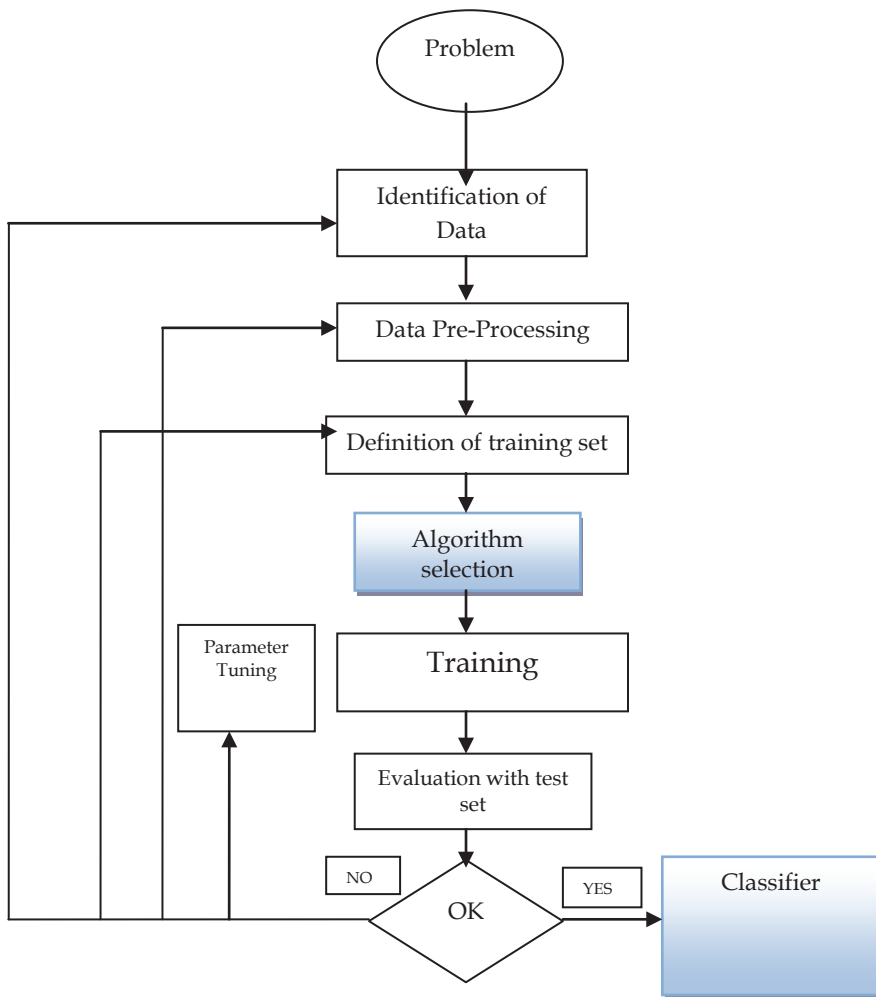 Problem
Identification of
Data
Data Pre-Processing
Definition of training set
Algorithm
selection
Parameter
Tuning
Training
Evaluation with test
set
NO
OK
YES
Classifier